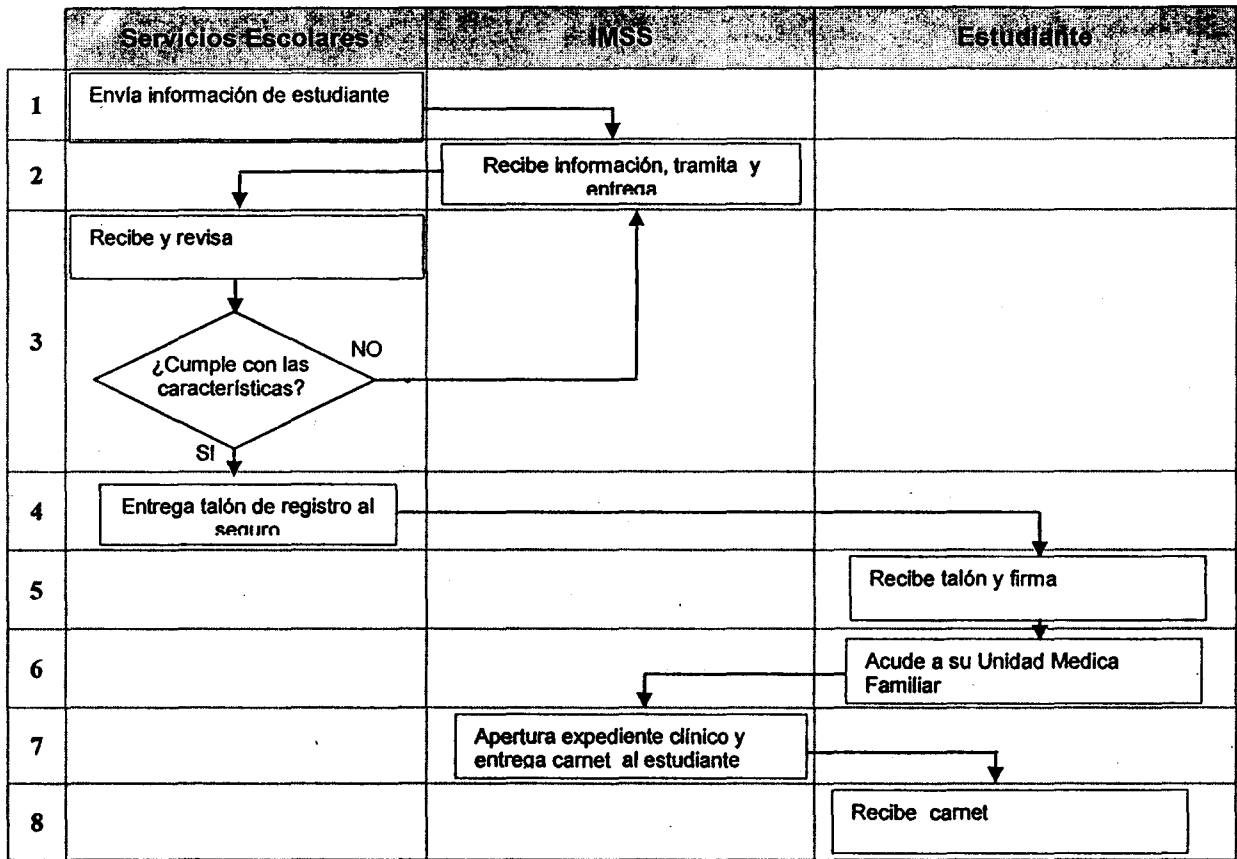 Servicios Escolares
IMSS
Estudiante
1
Envía información de estudiante
2
Recibe información, tramita y
entrega
3
Recibe y revisa
¿Cumple con las
características?
NO
SI
4
Entrega talón de registro al
seguro
5
Recibe talón y firma
6
Acude a su Unidad Medica
Familiar
7
Apertura expediente clínico y
entrega carnet al estudiante
8
Recibe carnet